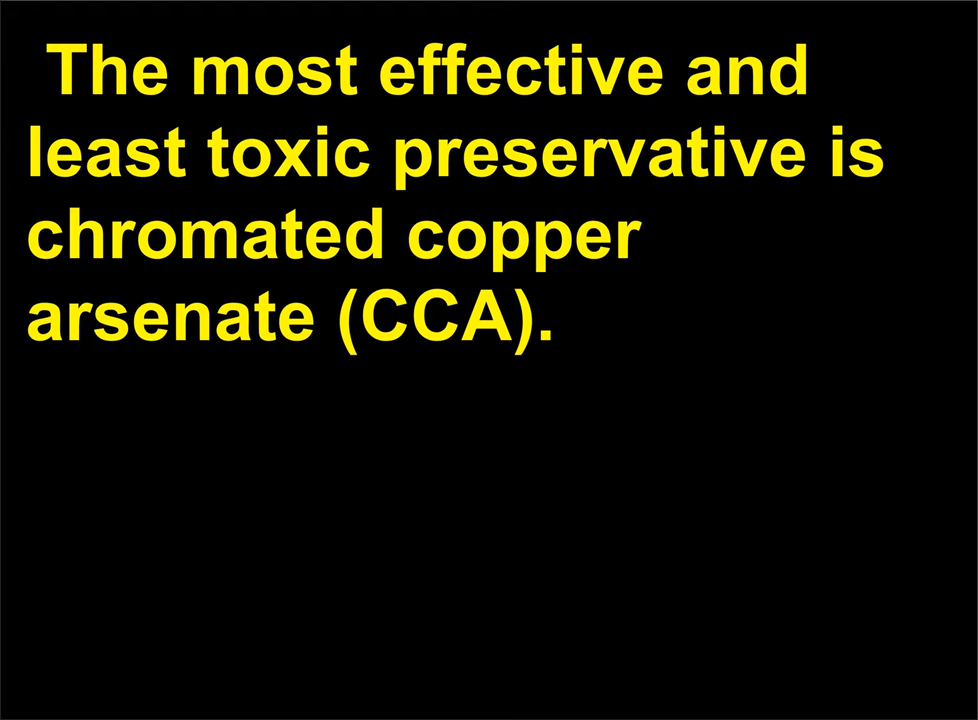 The most effective and
least toxic preservative is
chromated copper
arsenate (CCA).